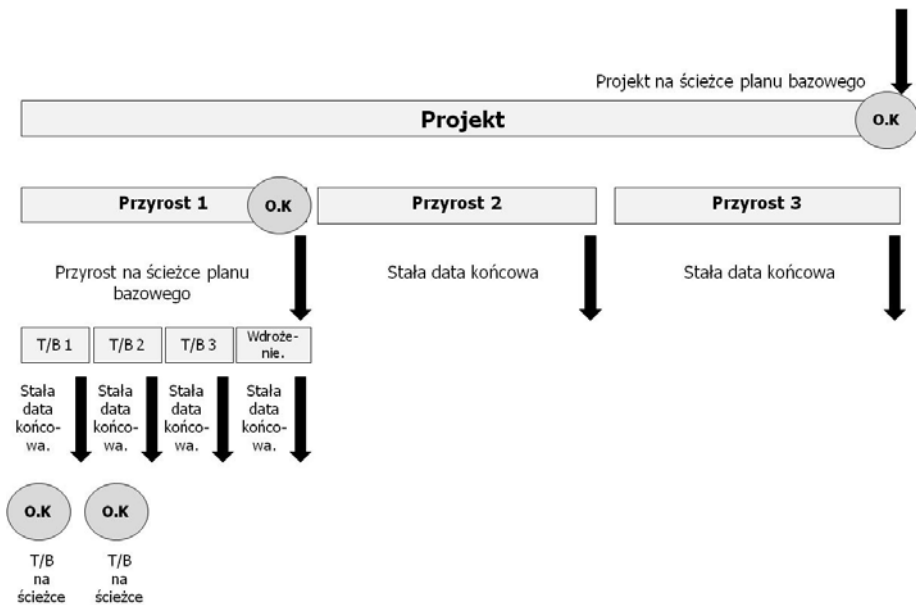 Projekt na ścieżce planu bazowego
Projekt
O.K
Przyrost 1
O.K
Przyrost 2
Przyrost 3
Przyrost na ścieżce planu
bazowego
Stała data końcowa
Stała data końcowa
T/B 1
T/B 2
T/B 3
Wdroże-
nie.
Stała
data
końco-
wa.
Stała
data
końco-
wa.
Stała
data
końco-
wa.
Stała
data
końco-
wa.
O.K
O.K
T/B
na
ścieżce
T/B
na
ścieżce